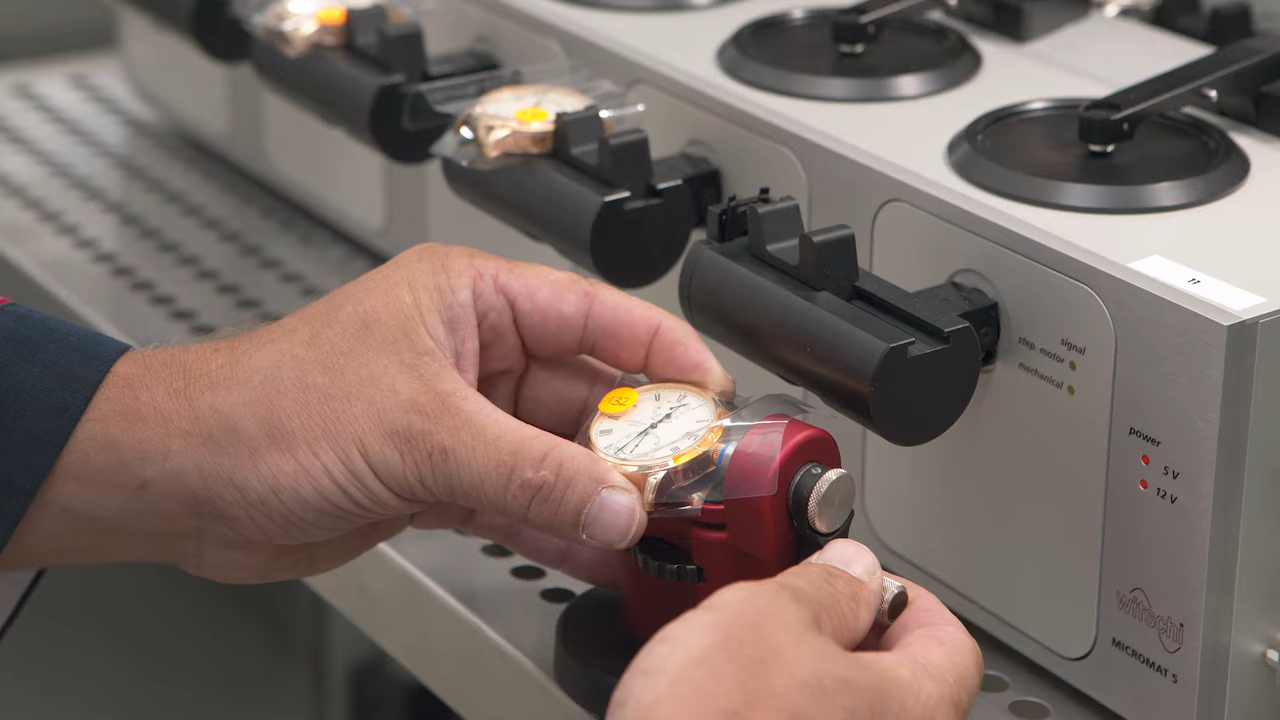 11
signal
step. motor
mechanical
power
5 V
12 V
witschi
MICROMAT 5
132